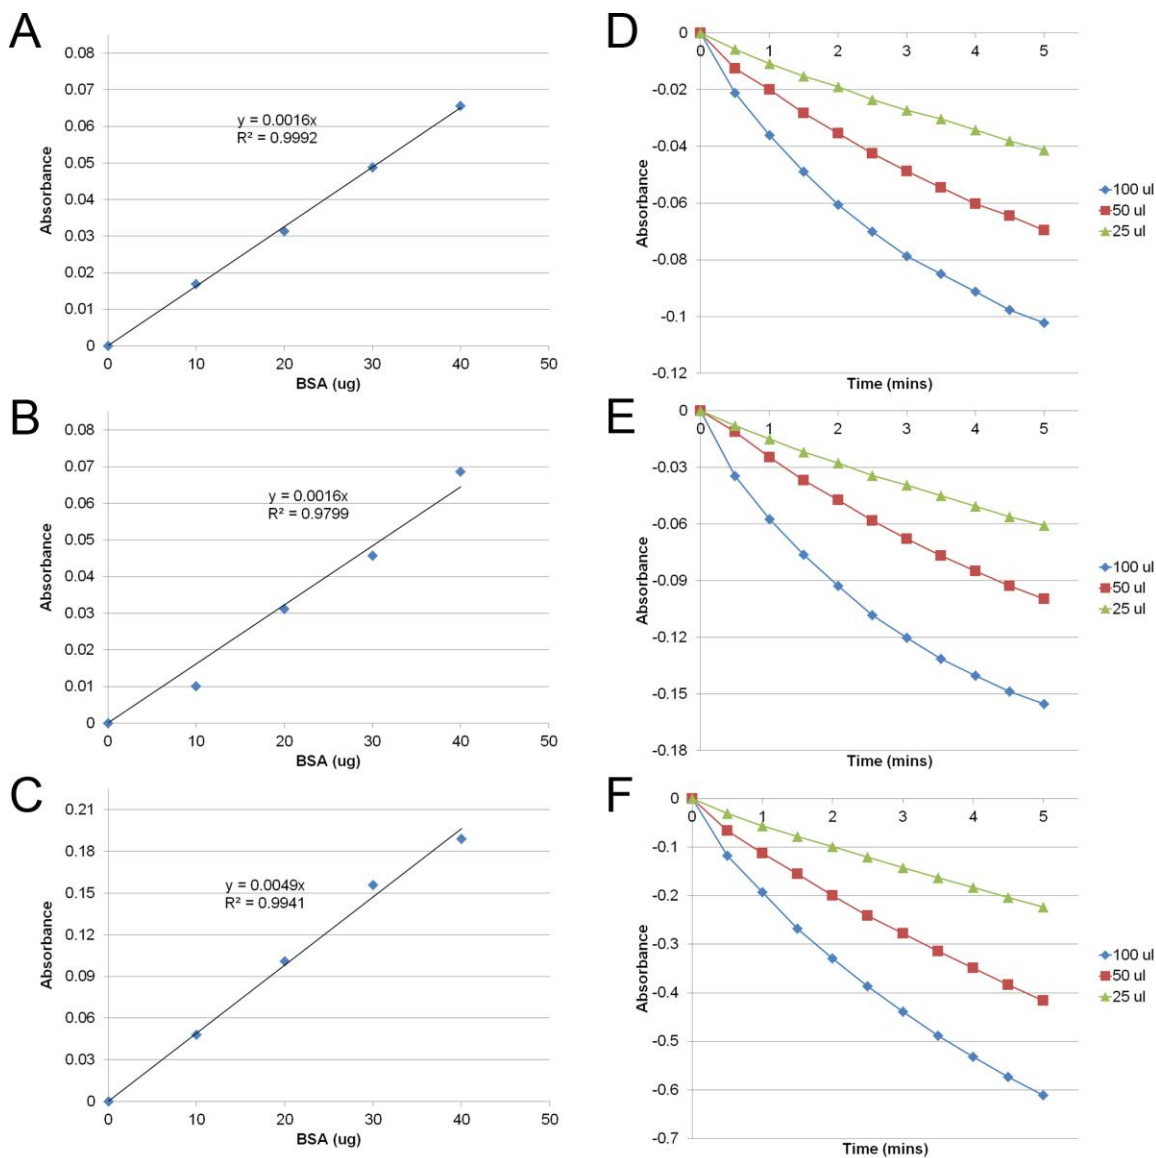 A
0.08
0.07
0.06
0.05
0.04
0.03
0.02
0.01
0
y = 0.0016x
R² = 0.9992
Absorbance
0 10 20 30 40 50
BSA (ug)
D
0
-0.02
-0.04
-0.06
-0.08
-0.1
-0.12
0 1 2 3 4 5
Absorbance
Time (mins)
100 ul
50 ul
25 ul
B
0.08
0.07
0.06
0.05
0.04
0.03
0.02
0.01
0
y = 0.0016x
R² = 0.9799
Absorbance
0 10 20 30 40 50
BSA (ug)
E
0
-0.03
-0.06
-0.09
-0.12
-0.15
-0.18
0 1 2 3 4 5
Absorbance
Time (mins)
100 ul
50 ul
25 ul
C
0.21
0.18
0.15
0.12
0.09
0.06
0.03
0
y = 0.0049x
R² = 0.9941
Absorbance
0 10 20 30 40 50
BSA (ug)
F
0
-0.1
-0.2
-0.3
-0.4
-0.5
-0.6
-0.7
0 1 2 3 4 5
Absorbance
Time (mins)
100 ul
50 ul
25 ul